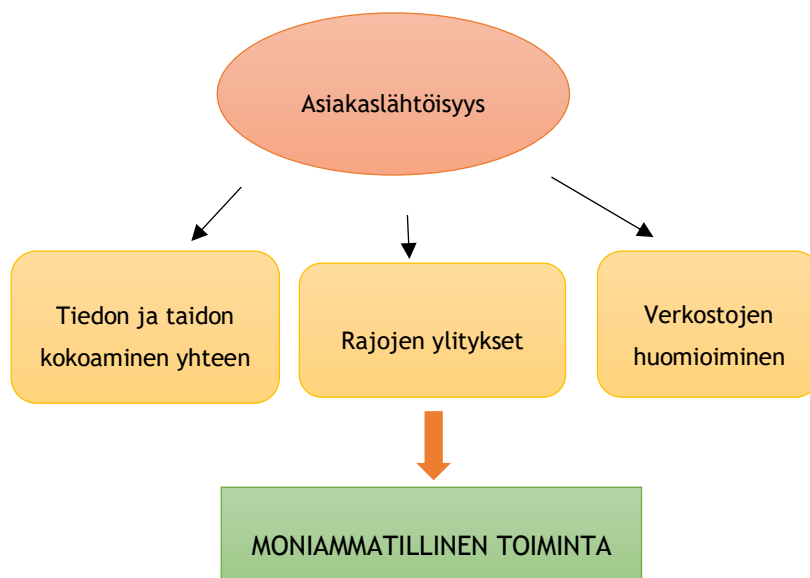 Asiakaslähtöisyys
Tiedon ja taidon
kokoaminen yhteen
Rajojen ylitykset
Verkostojen
huomioiminen
MONIAMMATILLINEN TOIMINTA